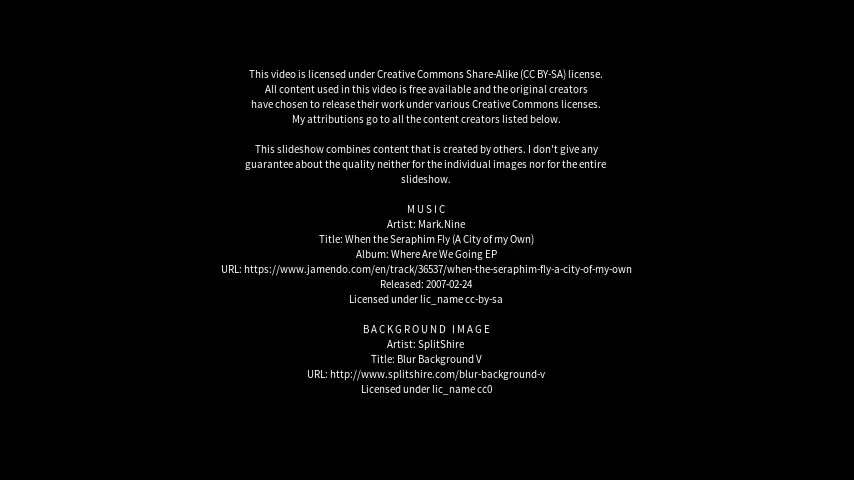 This video is licensed under Creative Commons Share-Alike (CC BY-SA) license.
All content used in this video is free available and the original creators
have chosen to release their work under various Creative Commons licenses.
My attributions go to all the content creators listed below.
This slideshow combines content that is created by others. I don't give any
guarantee about the quality neither for the individual images nor for the entire
slideshow.
MUSIC
Artist: Mark.Nine
Title: When the Seraphim Fly (A City of my Own)
Album: Where Are We Going EP
URL: https://www.jamendo.com/en/track/36537/when-the-seraphim-fly-a-city-of-my-own
Released: 2007-02-24
Licensed under lic_name cc-by-sa
BACKGROUND IMAGE
Artist: SplitShire
Title: Blur Background V
URL: http://www.splitshire.com/blur-background-v
Licensed under lic_name cc0